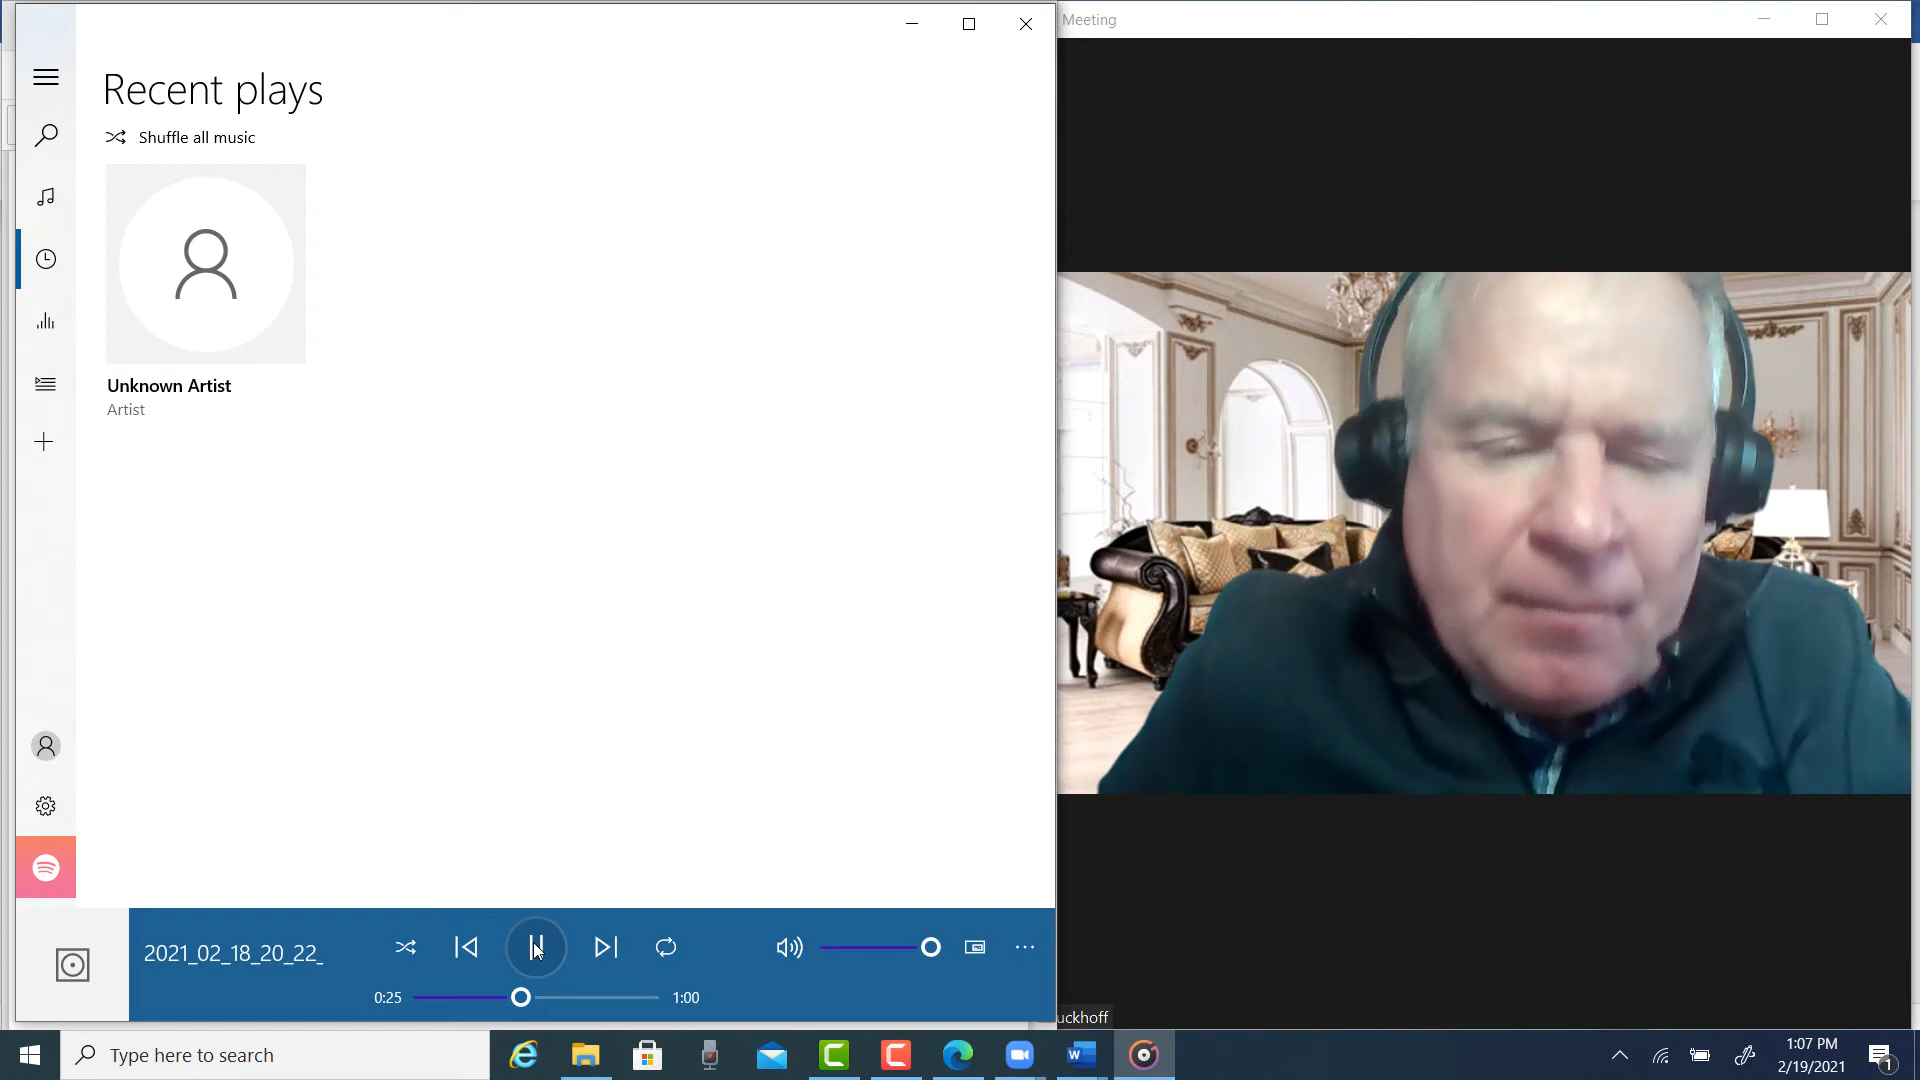 Meeting
Recent plays
Shuffle all music
Unknown Artist
Artist
2021_02_18_20_22_
0:25
1:00
uckhoff
Type here to search
1:07 PM
2/19/2021
1